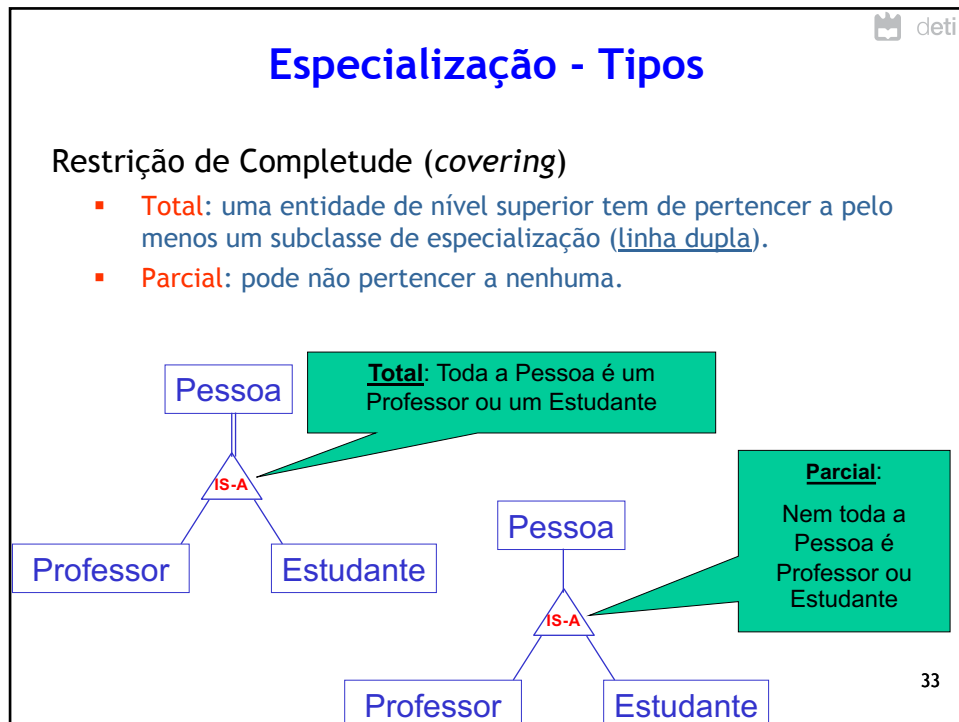 deti
Especialização - Tipos
Restrição de Completude (covering)
▪ Total: uma entidade de nível superior tem de pertencer a pelo
menos um subclasse de especialização (linha dupla).
▪ Parcial: pode não pertencer a nenhuma.
Pessoa
Total: Toda a Pessoa é um
Professor ou um Estudante
IS-A
Professor
Estudante
Parcial:
Nem toda a
Pessoa é
Professor ou
Estudante
Pessoa
IS-A
Professor
Estudante
33